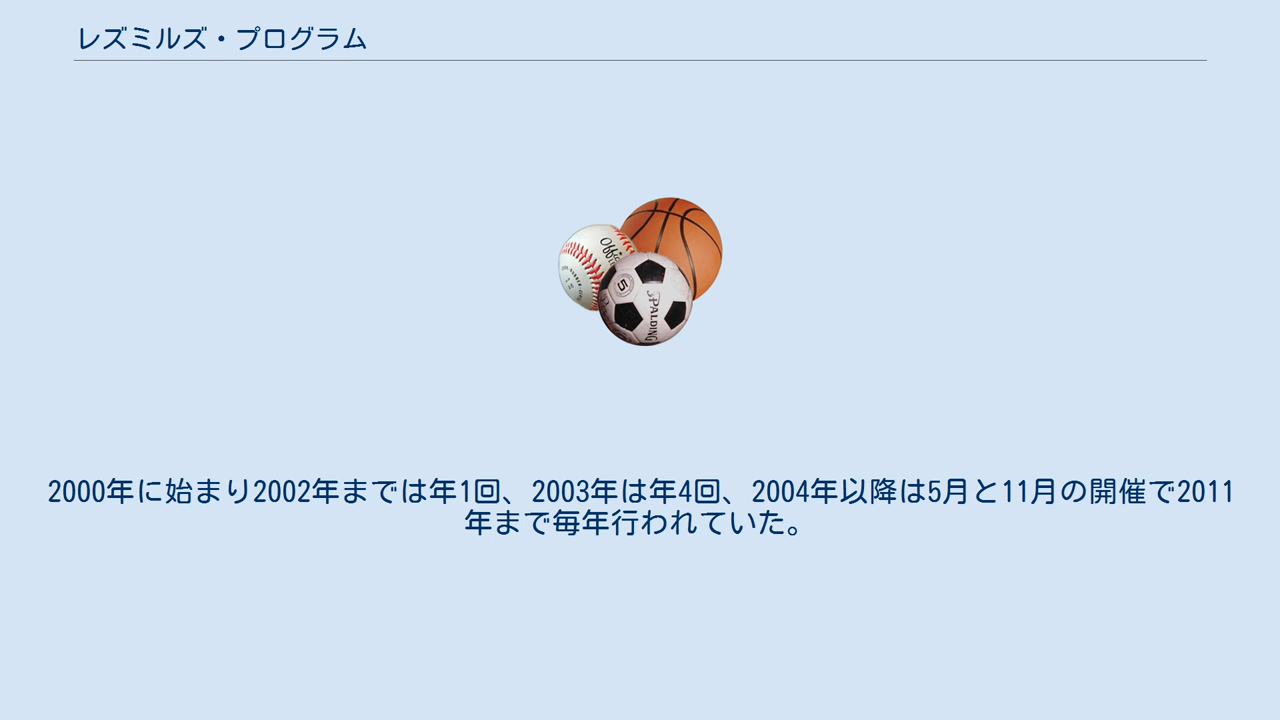 レズミルズ・プログラム
Offi
5
SPALDING
2000年に始まり2002年までは年1回、2003年は年4回、2004年以降は5月と11月の開催で2011
年まで毎年行われていた。